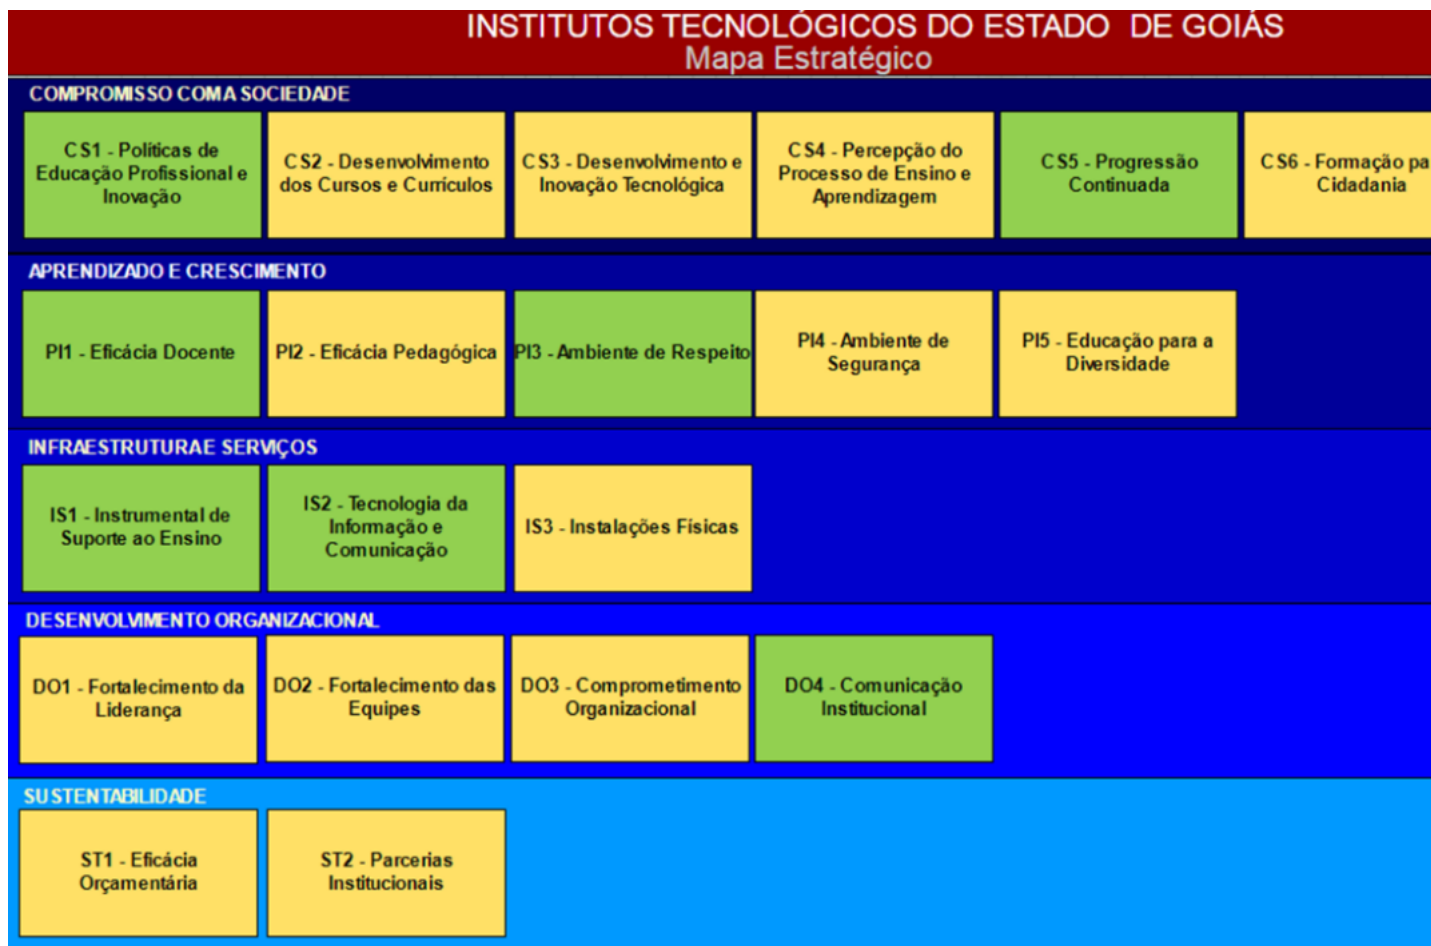 INSTITUTOS TECNOLÓGICOS DO ESTADO DE GOIÁS
Mapa Estratégico
COMPROMISSO COM A SOCIEDADE
CS1 - Políticas de
Educação Profissional e
Inovação
CS2 - Desenvolvimento
dos Cursos e Currículos
CS3 - Desenvolvimento e
Inovação Tecnológica
CS4 - Percepção do
Processo de Ensino e
Aprendizagem
CS5 - Progressão
Continuada
CS6 - Formação pa
Cidadania
APRENDIZADO E CRESCIMENTO
PI1 - Eficácia Docente
PI2 - Eficácia Pedagógica
PI3 - Ambiente de Respeito
PI4 - Ambiente de
Segurança
PI5 - Educação para a
Diversidade
INFRAESTRUTURA E SERVIÇOS
IS1 - Instrumental de
Suporte ao Ensino
IS2 - Tecnologia da
Informação e
Comunicação
IS3 - Instalações Físicas
DESENVOLVIMENTO ORGANIZACIONAL
DO1 - Fortalecimento da
Liderança
DO2 - Fortalecimento das
Equipes
DO3 - Comprometimento
Organizacional
DO4 - Comunicação
Institucional
SUSTENTABILIDADE
ST1 - Eficácia
Orçamentária
ST2 - Parcerias
Institucionais